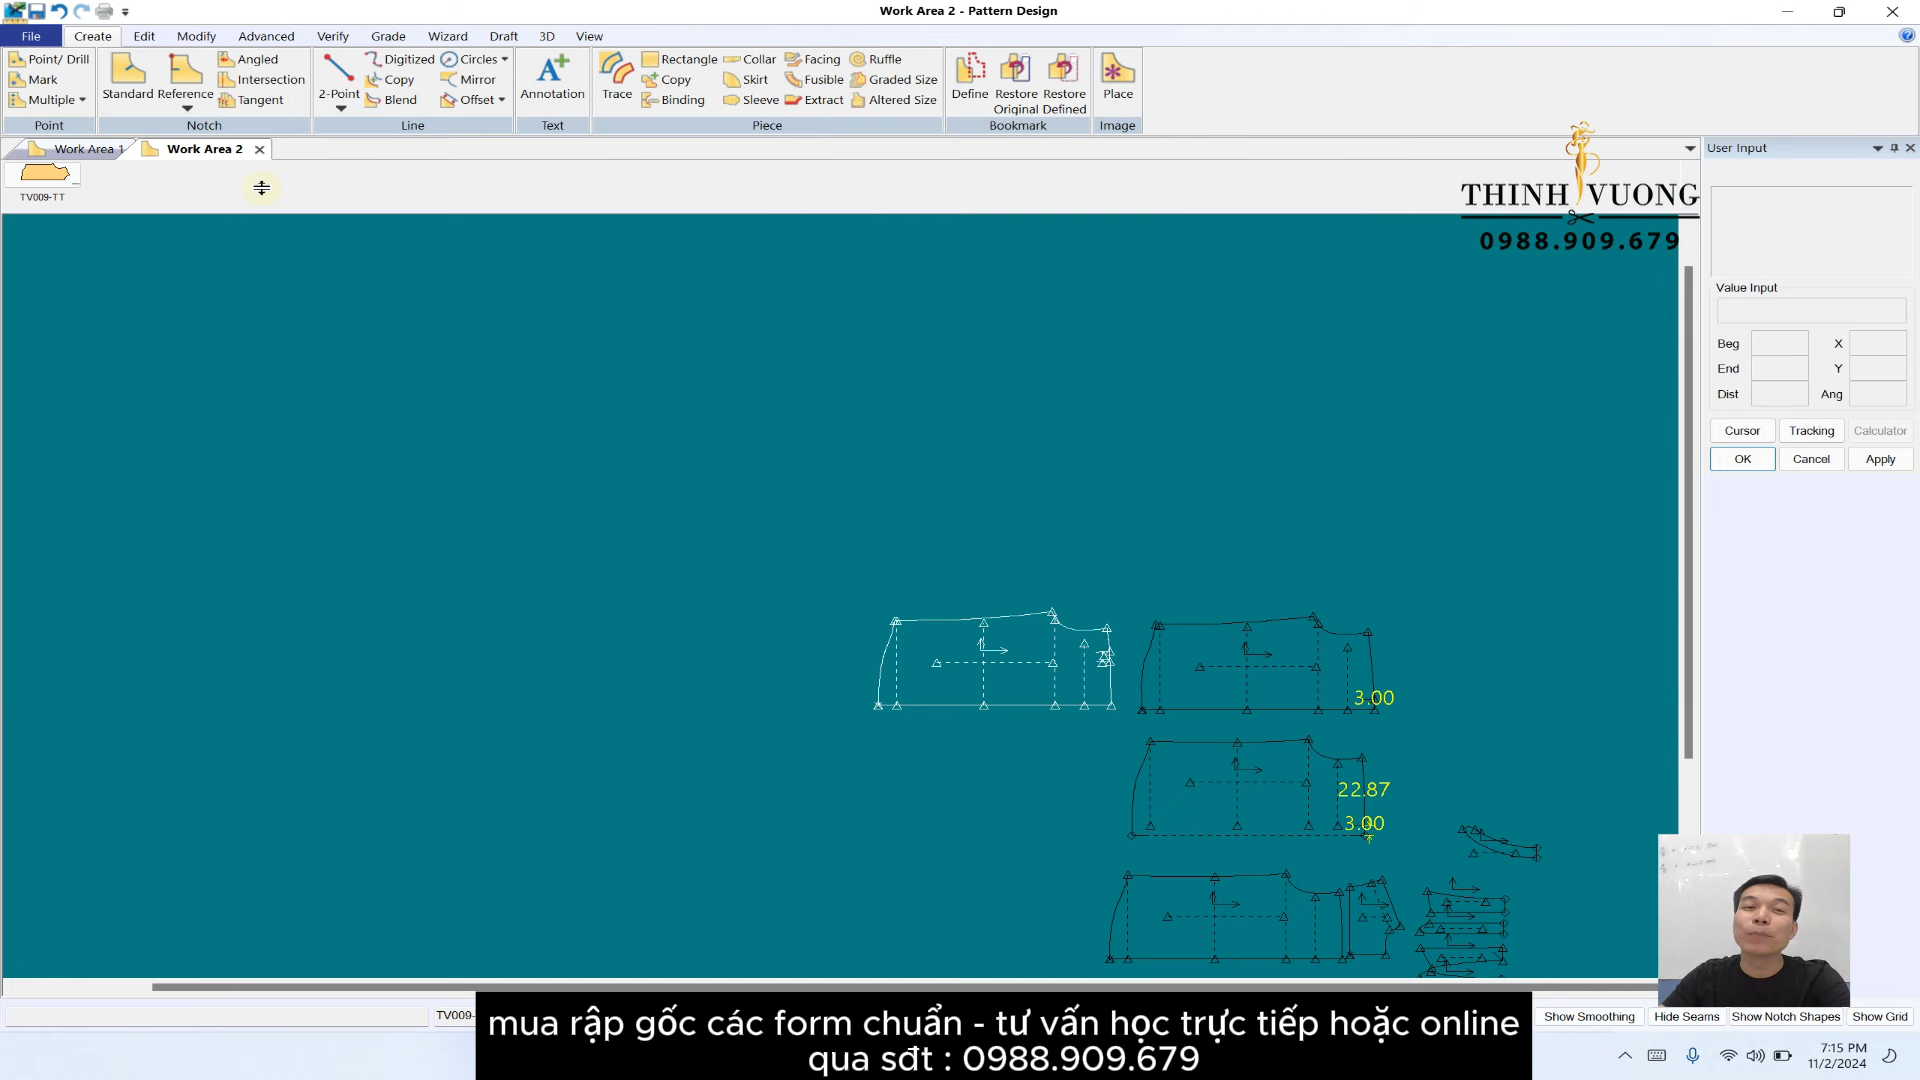 Work Area 2 - Pattern Design
File Create Edit Modify Advanced Verify Grade Wizard Draft 3D View
Point/ Drill
Mark
Multiple
Point
Standard
Reference
Angled
Intersection
Tangent
Notch
2-Point
Digitized
Copy
Blend
Circles
Mirror
Offset
Line
Annotation
Text
Trace
Rectangle
Copy
Binding
Collar
Skirt
Sleeve
Facing
Fusible
Extract
Ruffle
Graded Size
Altered Size
Piece
Define
Restore Original
Restore Defined
Bookmark
Place
Image
Work Area 1
Work Area 2
User Input
TV009-TT
THINH VUONG
0988.909.679
Value Input
Beg X
End Y
Dist Ang
Cursor Tracking Calculator
OK Cancel Apply
3.00
22.87
3.00
TV009-
Show Smoothing Hide Seams Show Notch Shapes Show Grid
mua rập gốc các form chuẩn - tư vấn học trực tiếp hoặc online
qua sđt : 0988.909.679
7:15 PM
11/2/2024